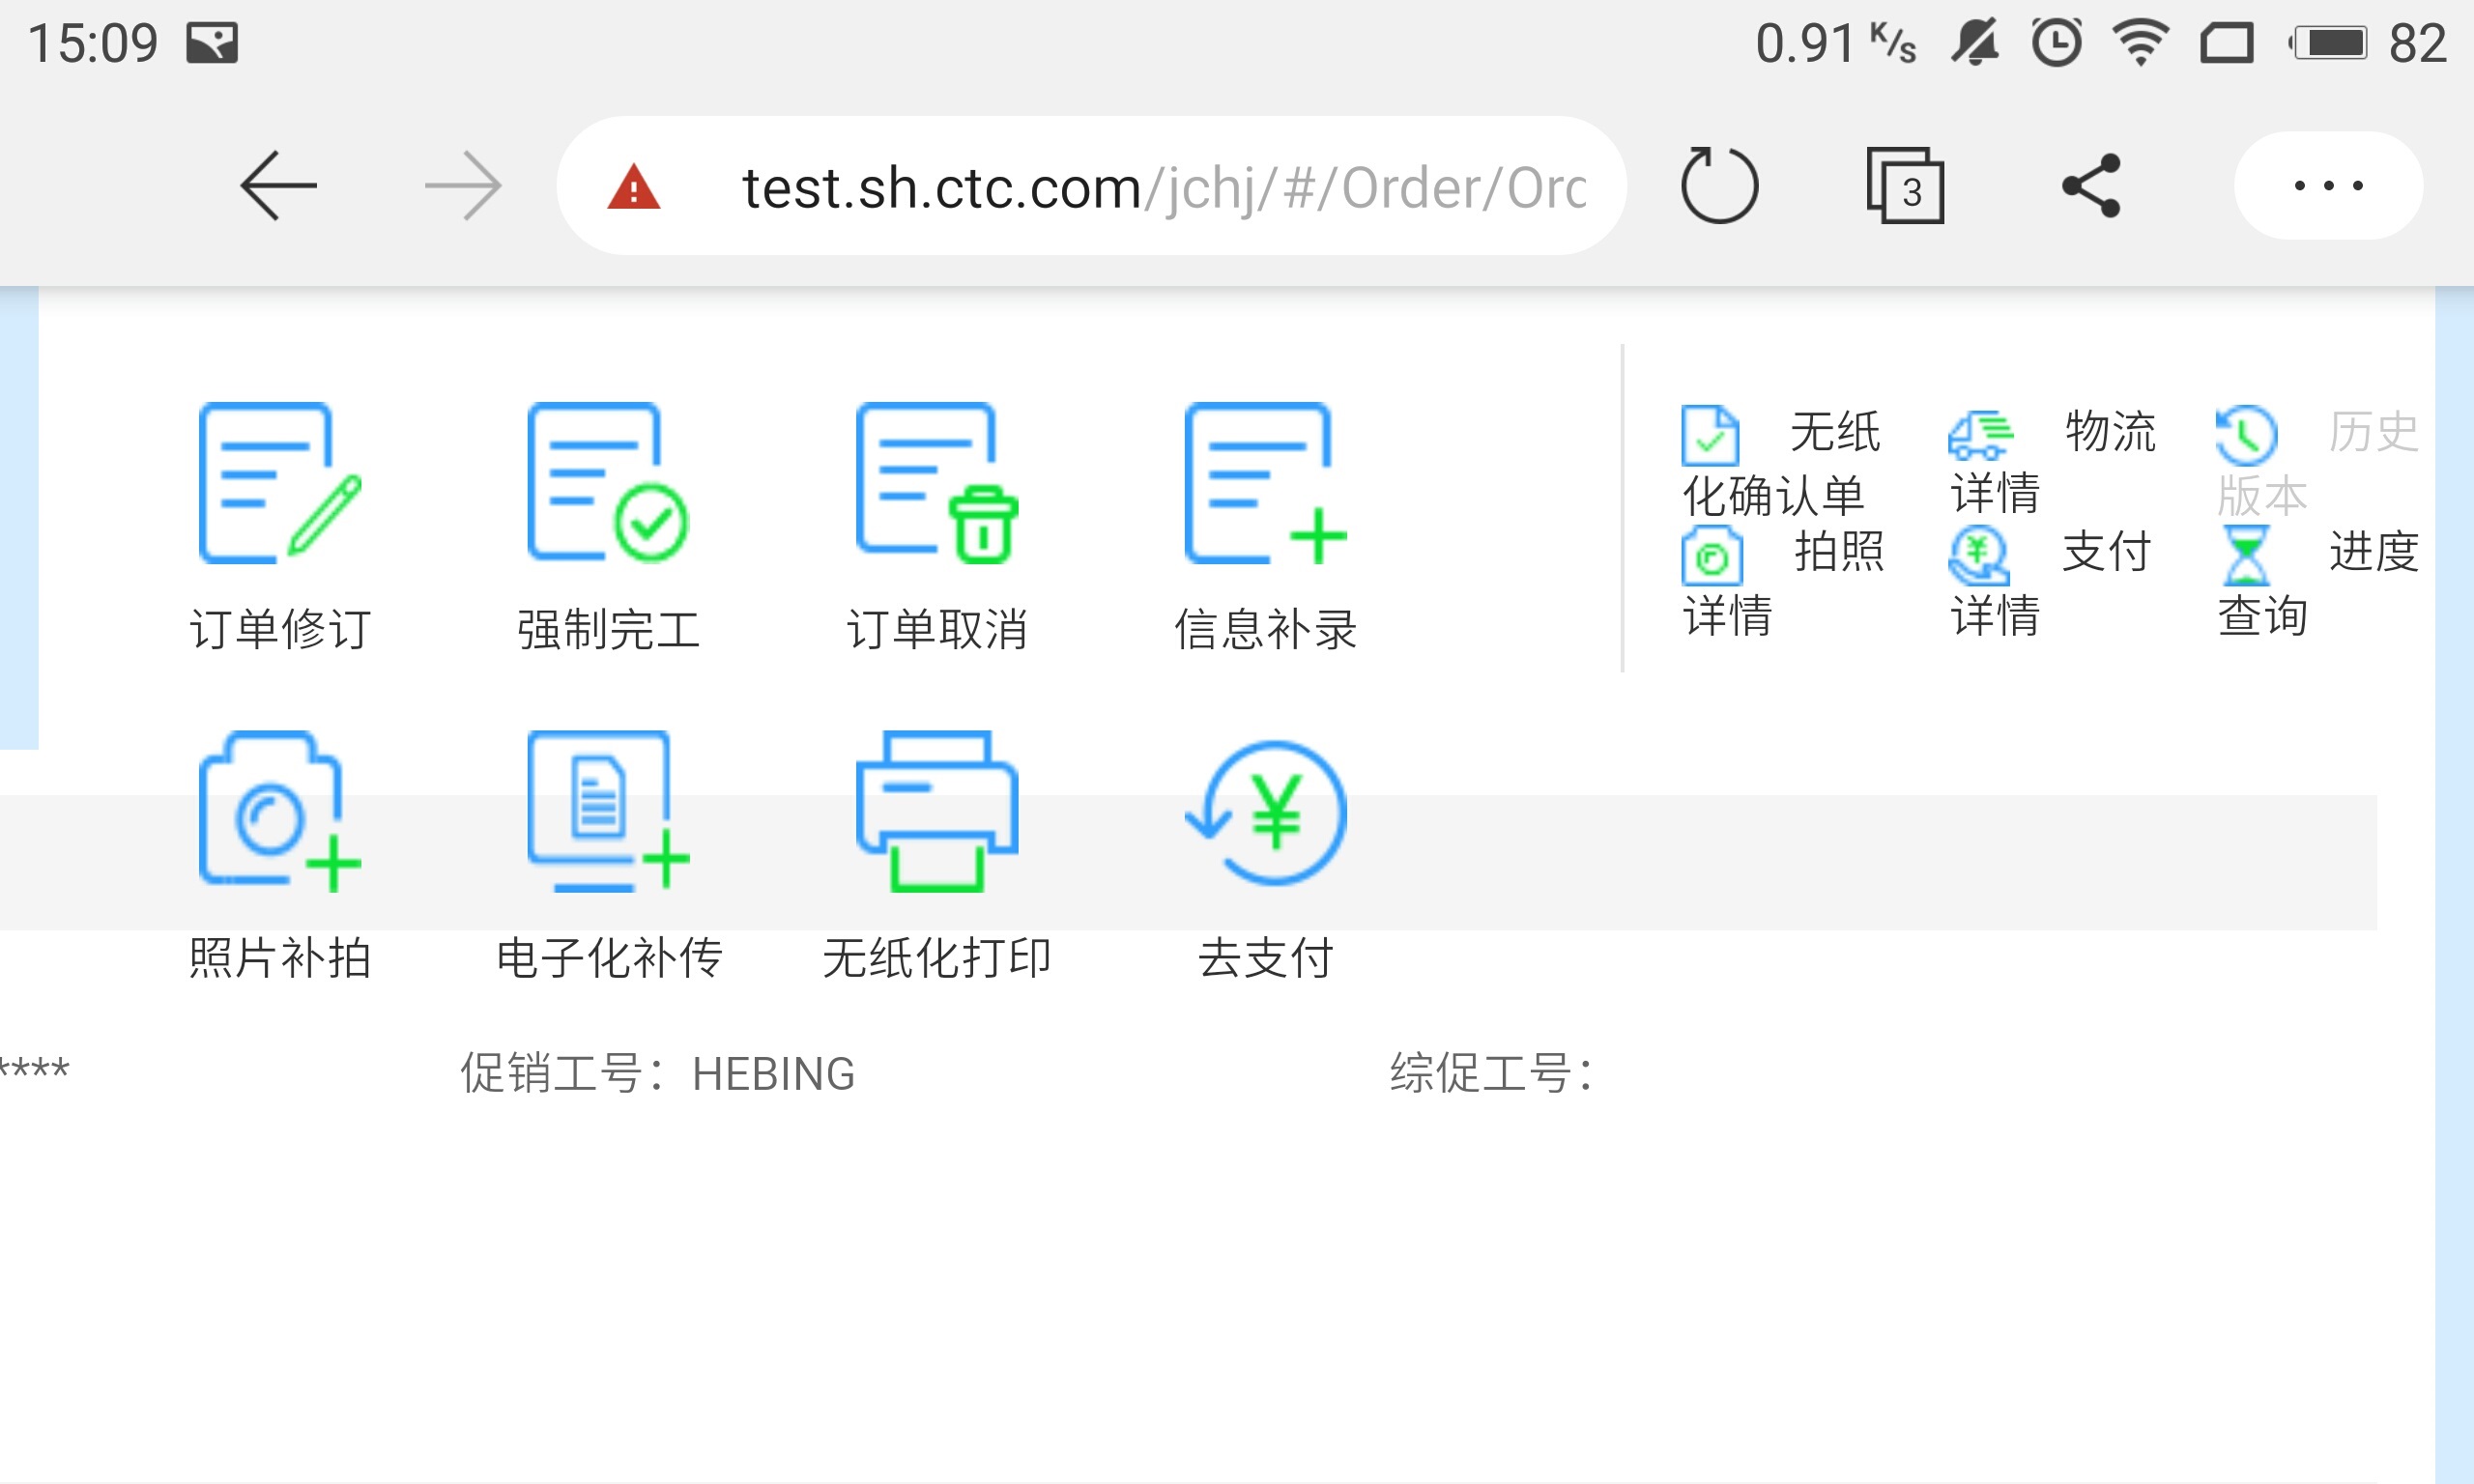 15:09 0.91 K/s 82
test.sh.ctc.com/jchj/#/Order/Orc
3
订单修订 强制完工 订单取消 信息补录
无纸化确认单 物流详情 历史版本
拍照详情 支付详情 进度查询
照片补拍 电子化补传 无纸化打印 去支付
**** 促销工号：HEBING 综促工号：